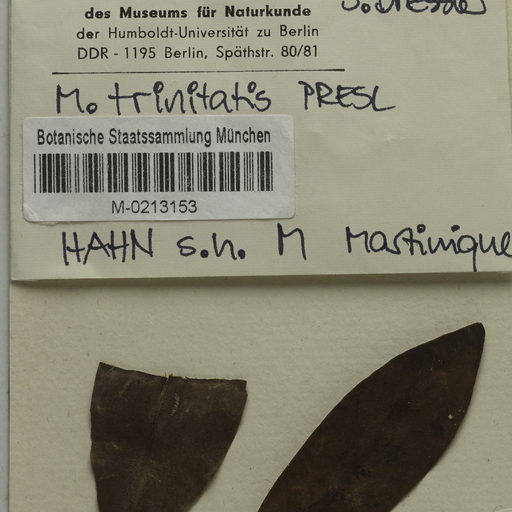 S. Dressler
des Museums für Naturkunde
der Humboldt-Universität zu Berlin
DDR - 1195 Berlin, Späthstr. 80/81
M. trinitatis PRESL
Botanische Staatssammlung München
M-0213153
HAHN s.n. M Martinique